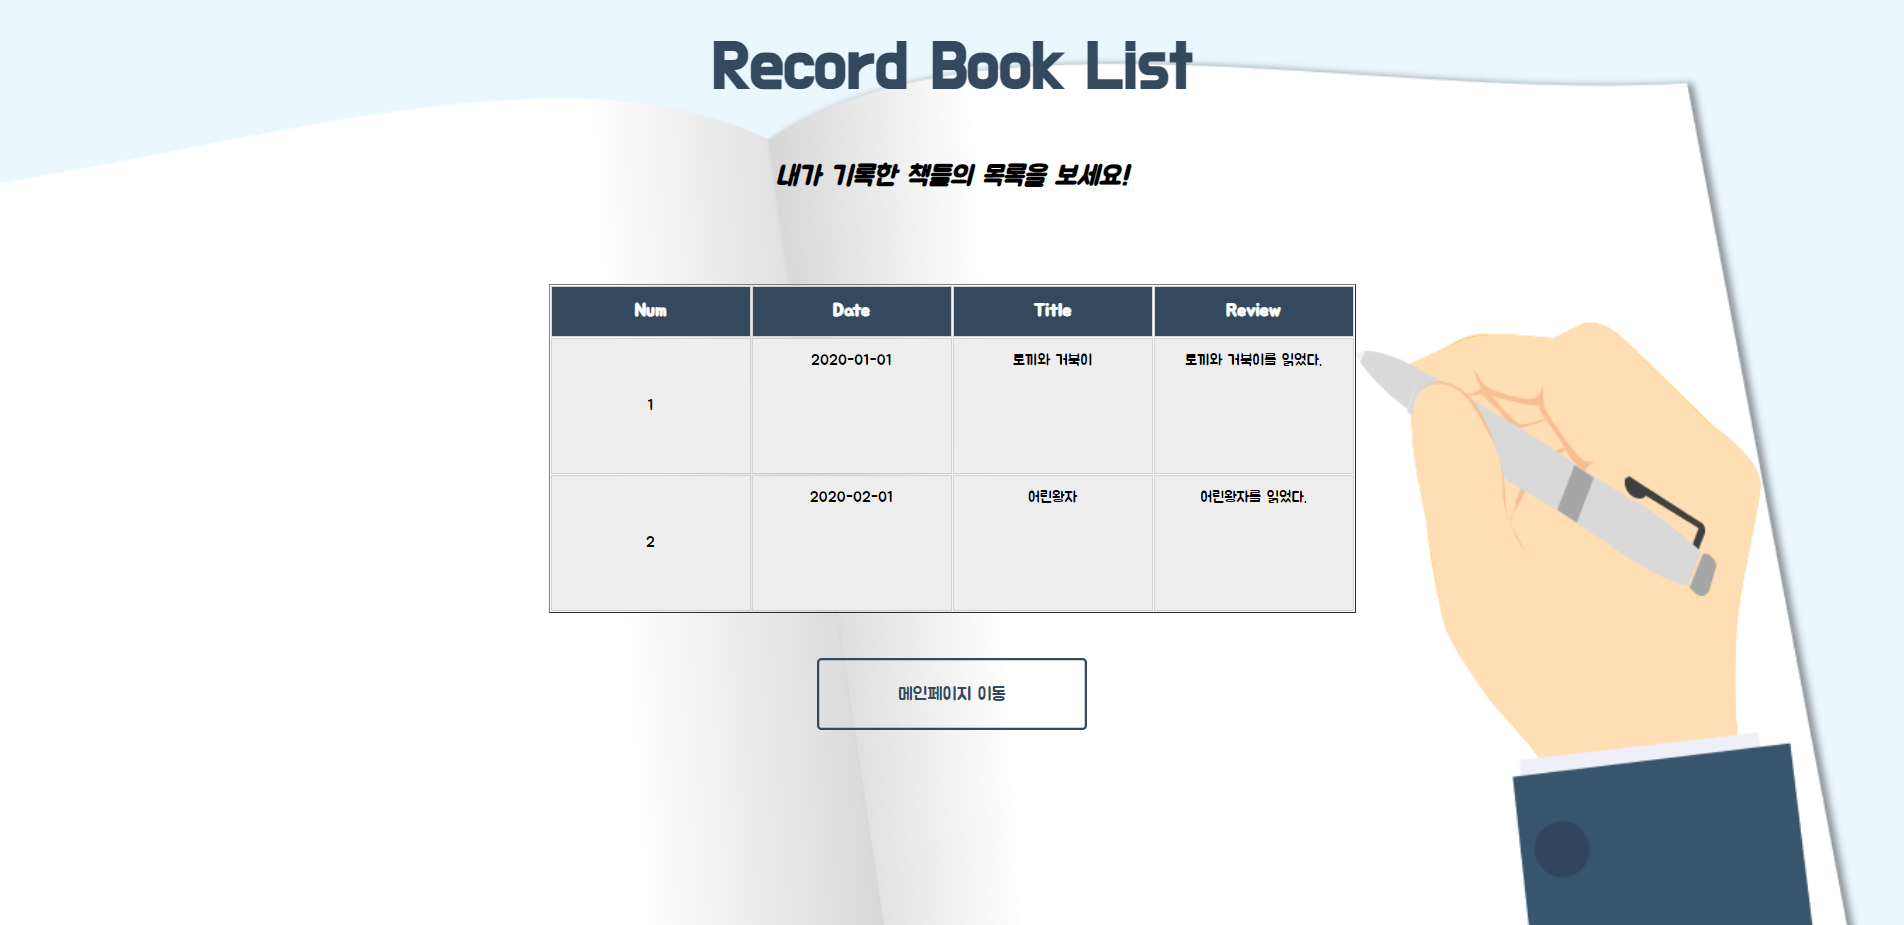 Record Book List
내가 기록한 책들의 목록을 보세요!
Num Date Title Review
1 2020-01-01 토끼와 거북이 토끼와 거북이를 읽었다.
2 2020-02-01 어린왕자 어린왕자를 읽었다.
메인페이지 이동